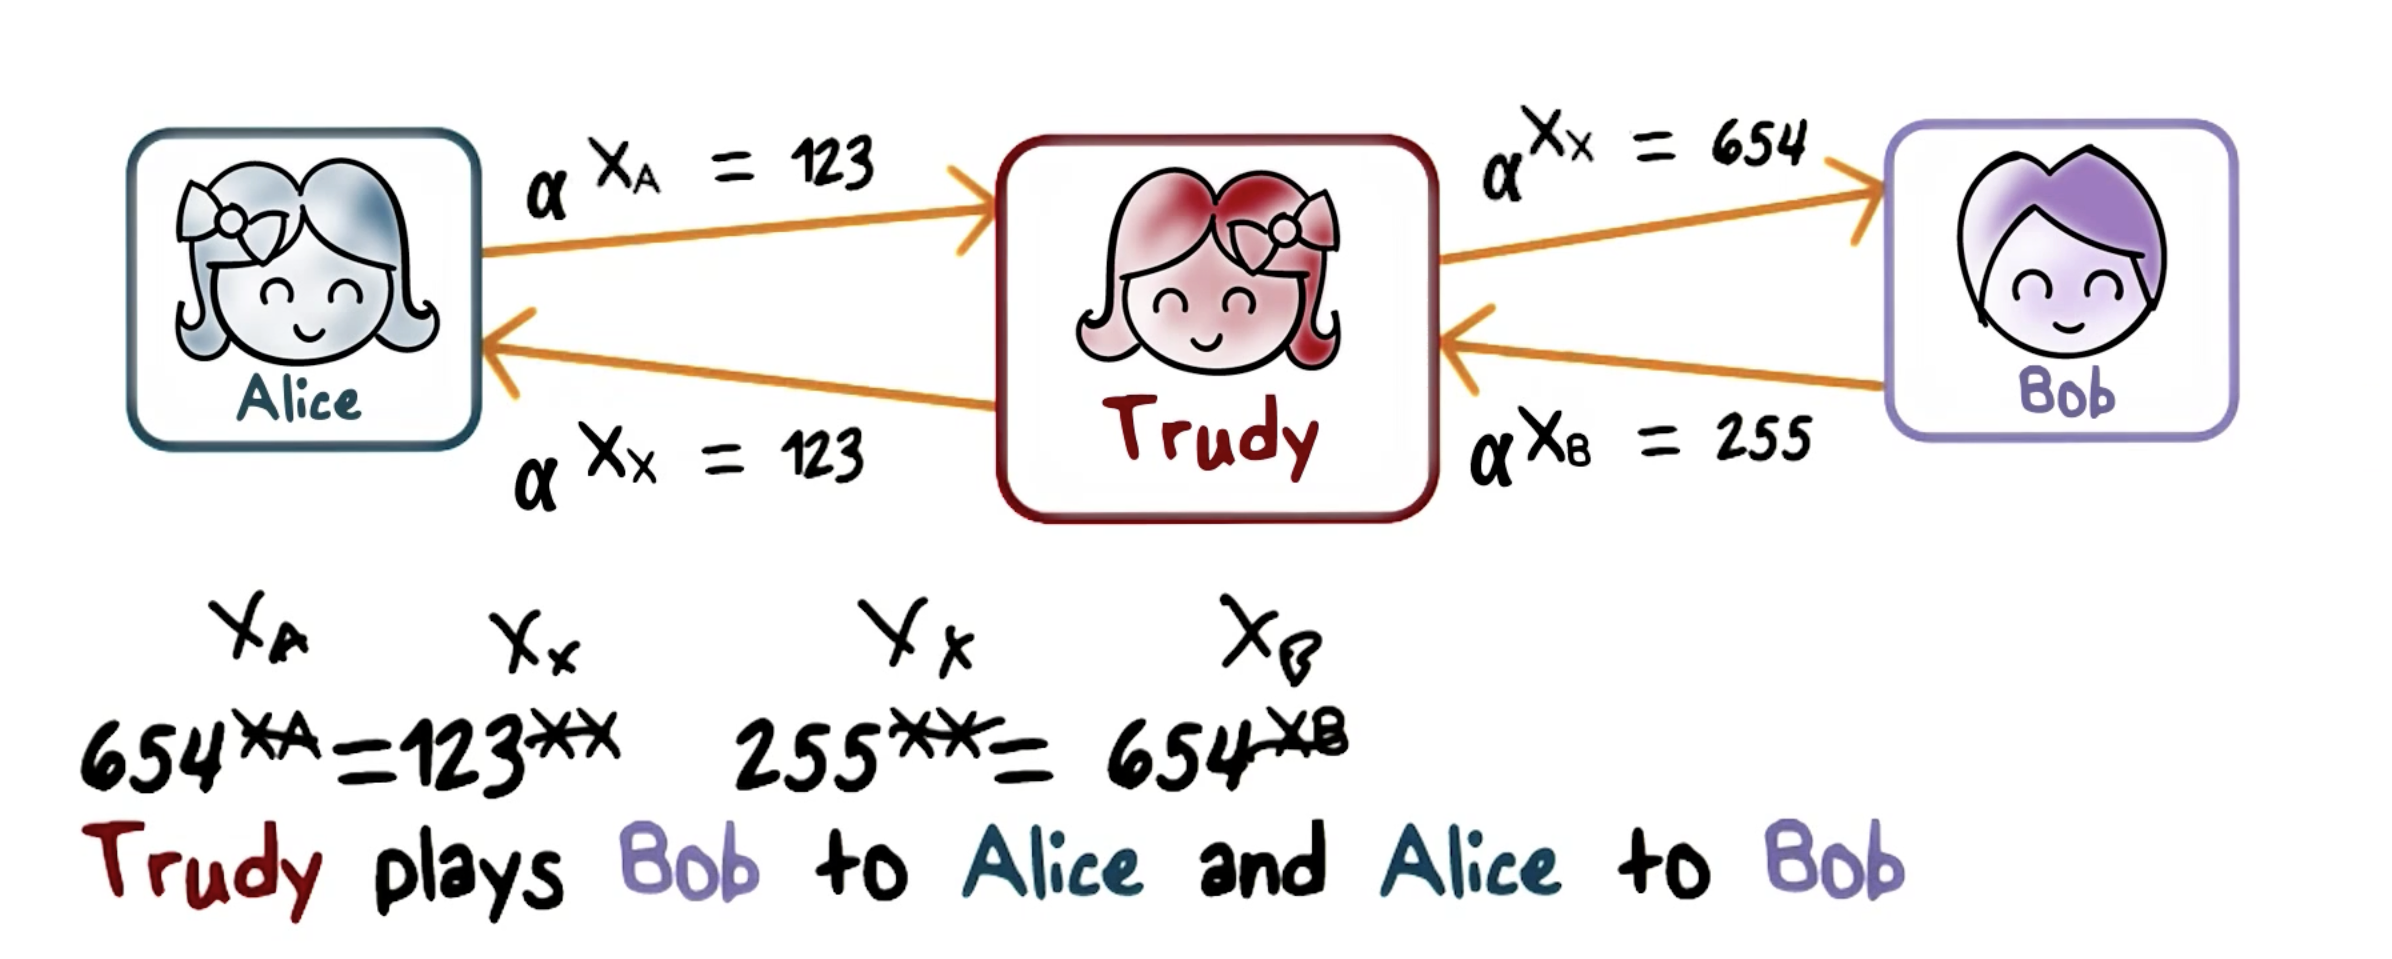 α^XA = 123
α^XX = 654
Alice
Trudy
Bob
α^XX = 123
α^XB = 255
XA XX YX XB
654^XA=123^XX 255^XX= 654^XB
Trudy plays Bob to Alice and Alice to Bob